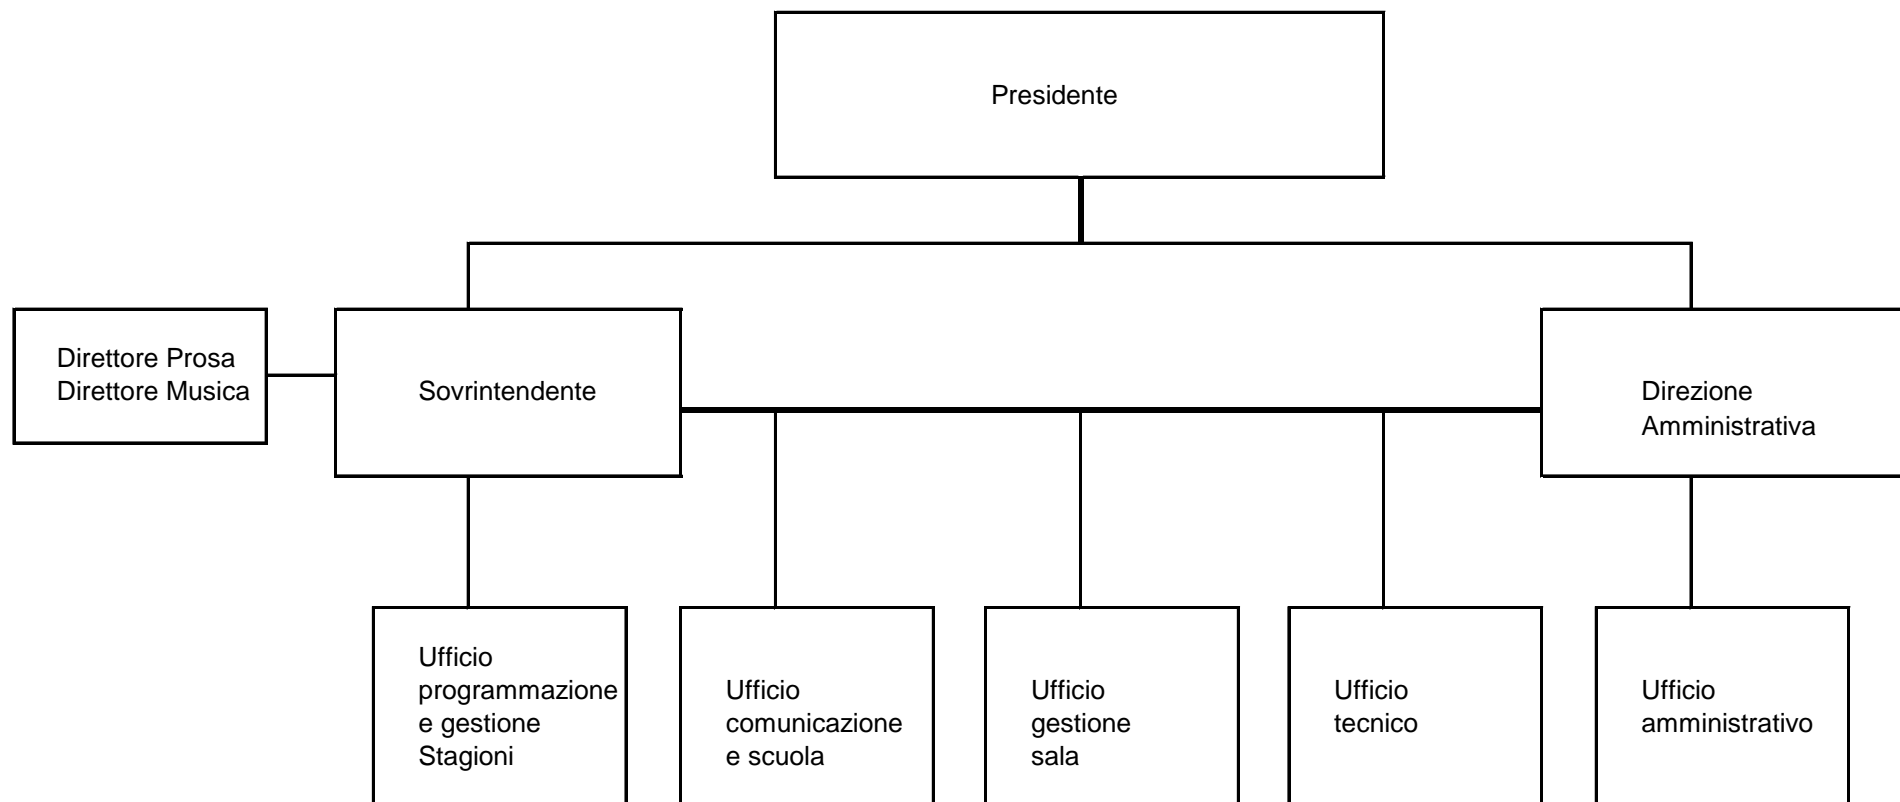 Presidente
Direttore Prosa
Direttore Musica
Sovrintendente
Direzione
Amministrativa
Ufficio
programmazione
e gestione
Stagioni
Ufficio
comunicazione
e scuola
Ufficio
gestione
sala
Ufficio
tecnico
Ufficio
amministrativo